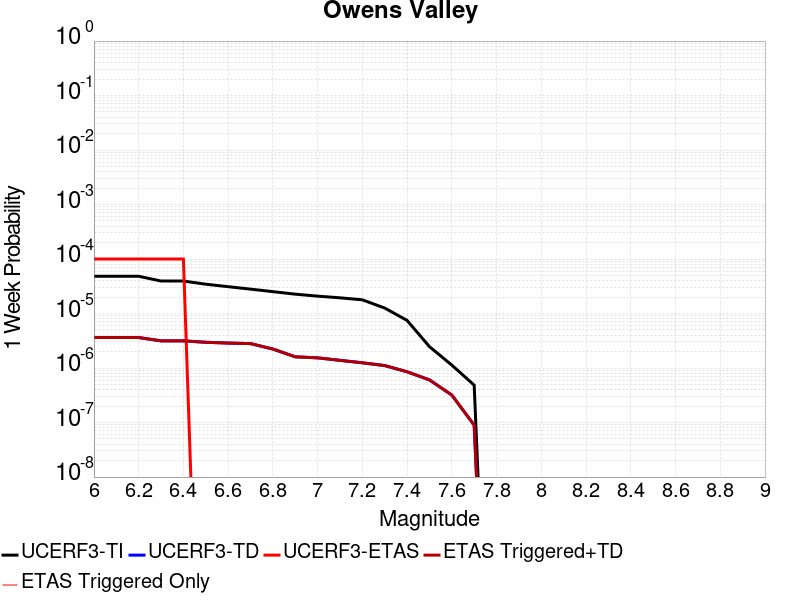 Owens Valley
1 Week Probability
10^0
10^-1
10^-2
10^-3
10^-4
10^-5
10^-6
10^-7
10^-8
6 6.2 6.4 6.6 6.8 7 7.2 7.4 7.6 7.8 8 8.2 8.4 8.6 8.8 9
Magnitude
UCERF3-TI UCERF3-TD UCERF3-ETAS ETAS Triggered+TD
ETAS Triggered Only